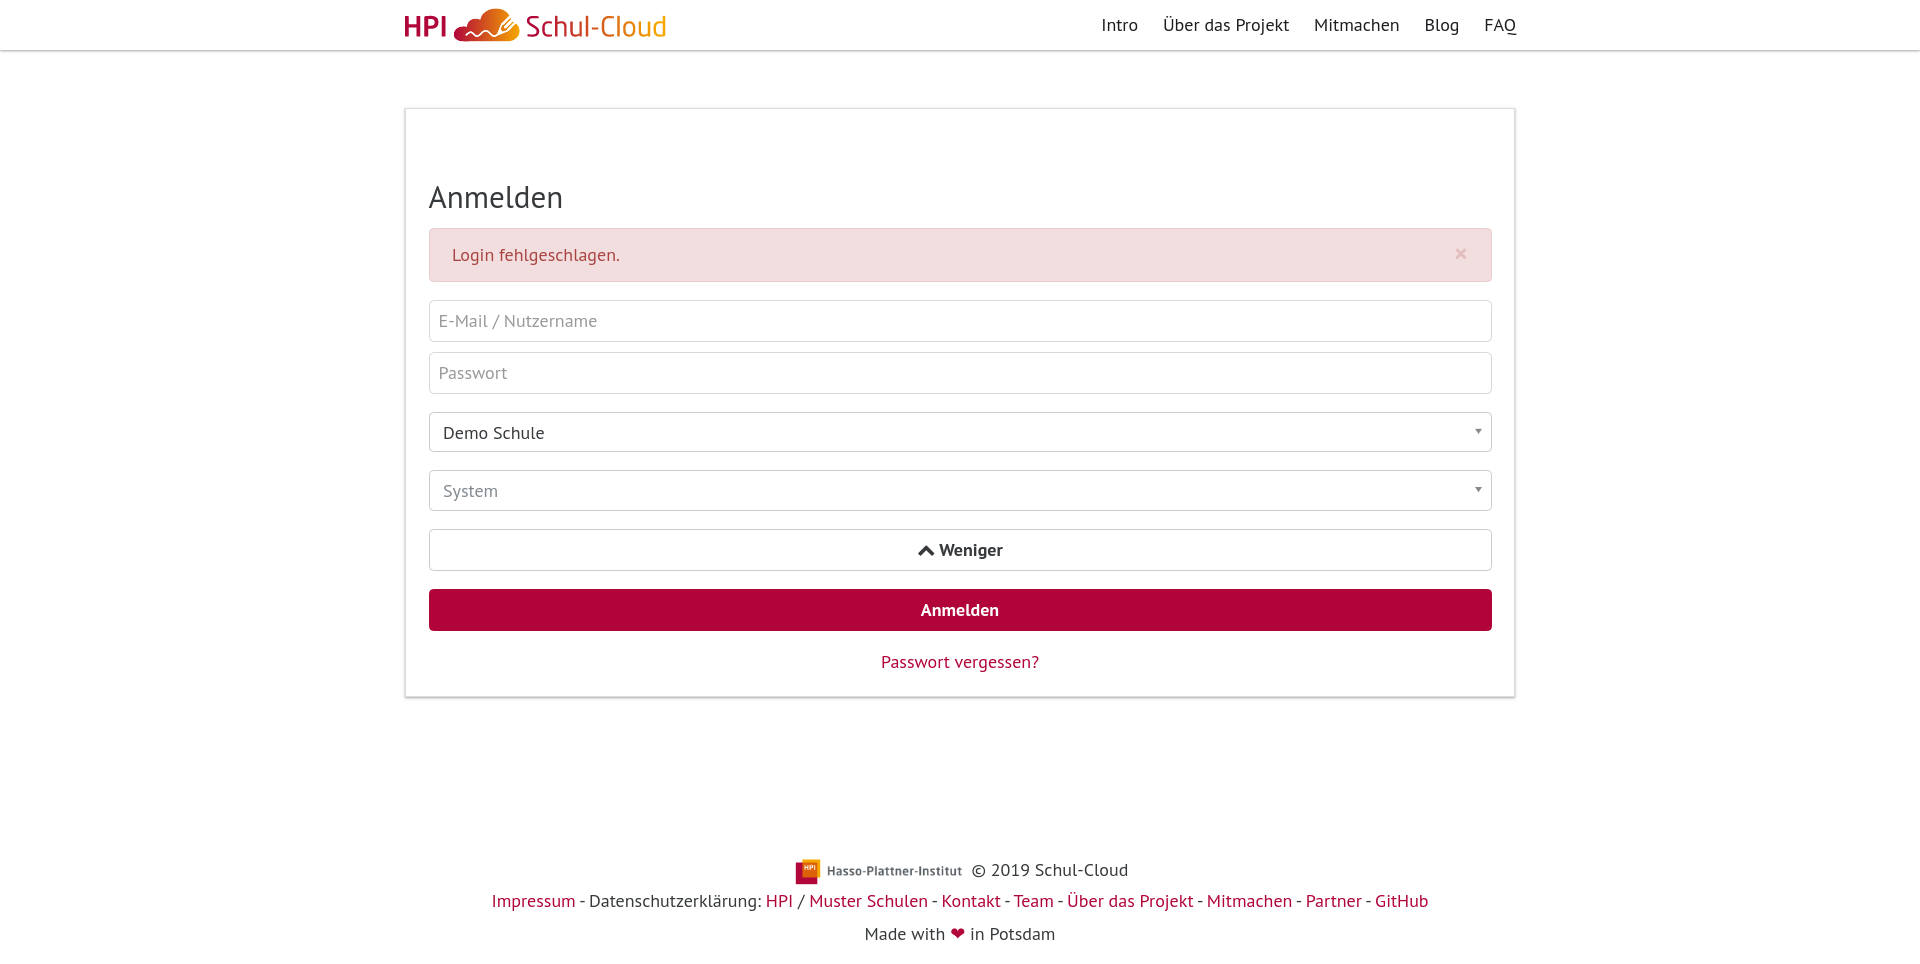 HPI Schul-Cloud Intro Über das Projekt Mitmachen Blog FAQ
Anmelden
Login fehlgeschlagen. ×
E-Mail / Nutzername
Passwort
Demo Schule
System
Weniger
Anmelden
Passwort vergessen?
HPI Hasso-Plattner-Institut © 2019 Schul-Cloud
Impressum - Datenschutzerklärung: HPI / Muster Schulen - Kontakt - Team - Über das Projekt - Mitmachen - Partner - GitHub
Made with ❤ in Potsdam